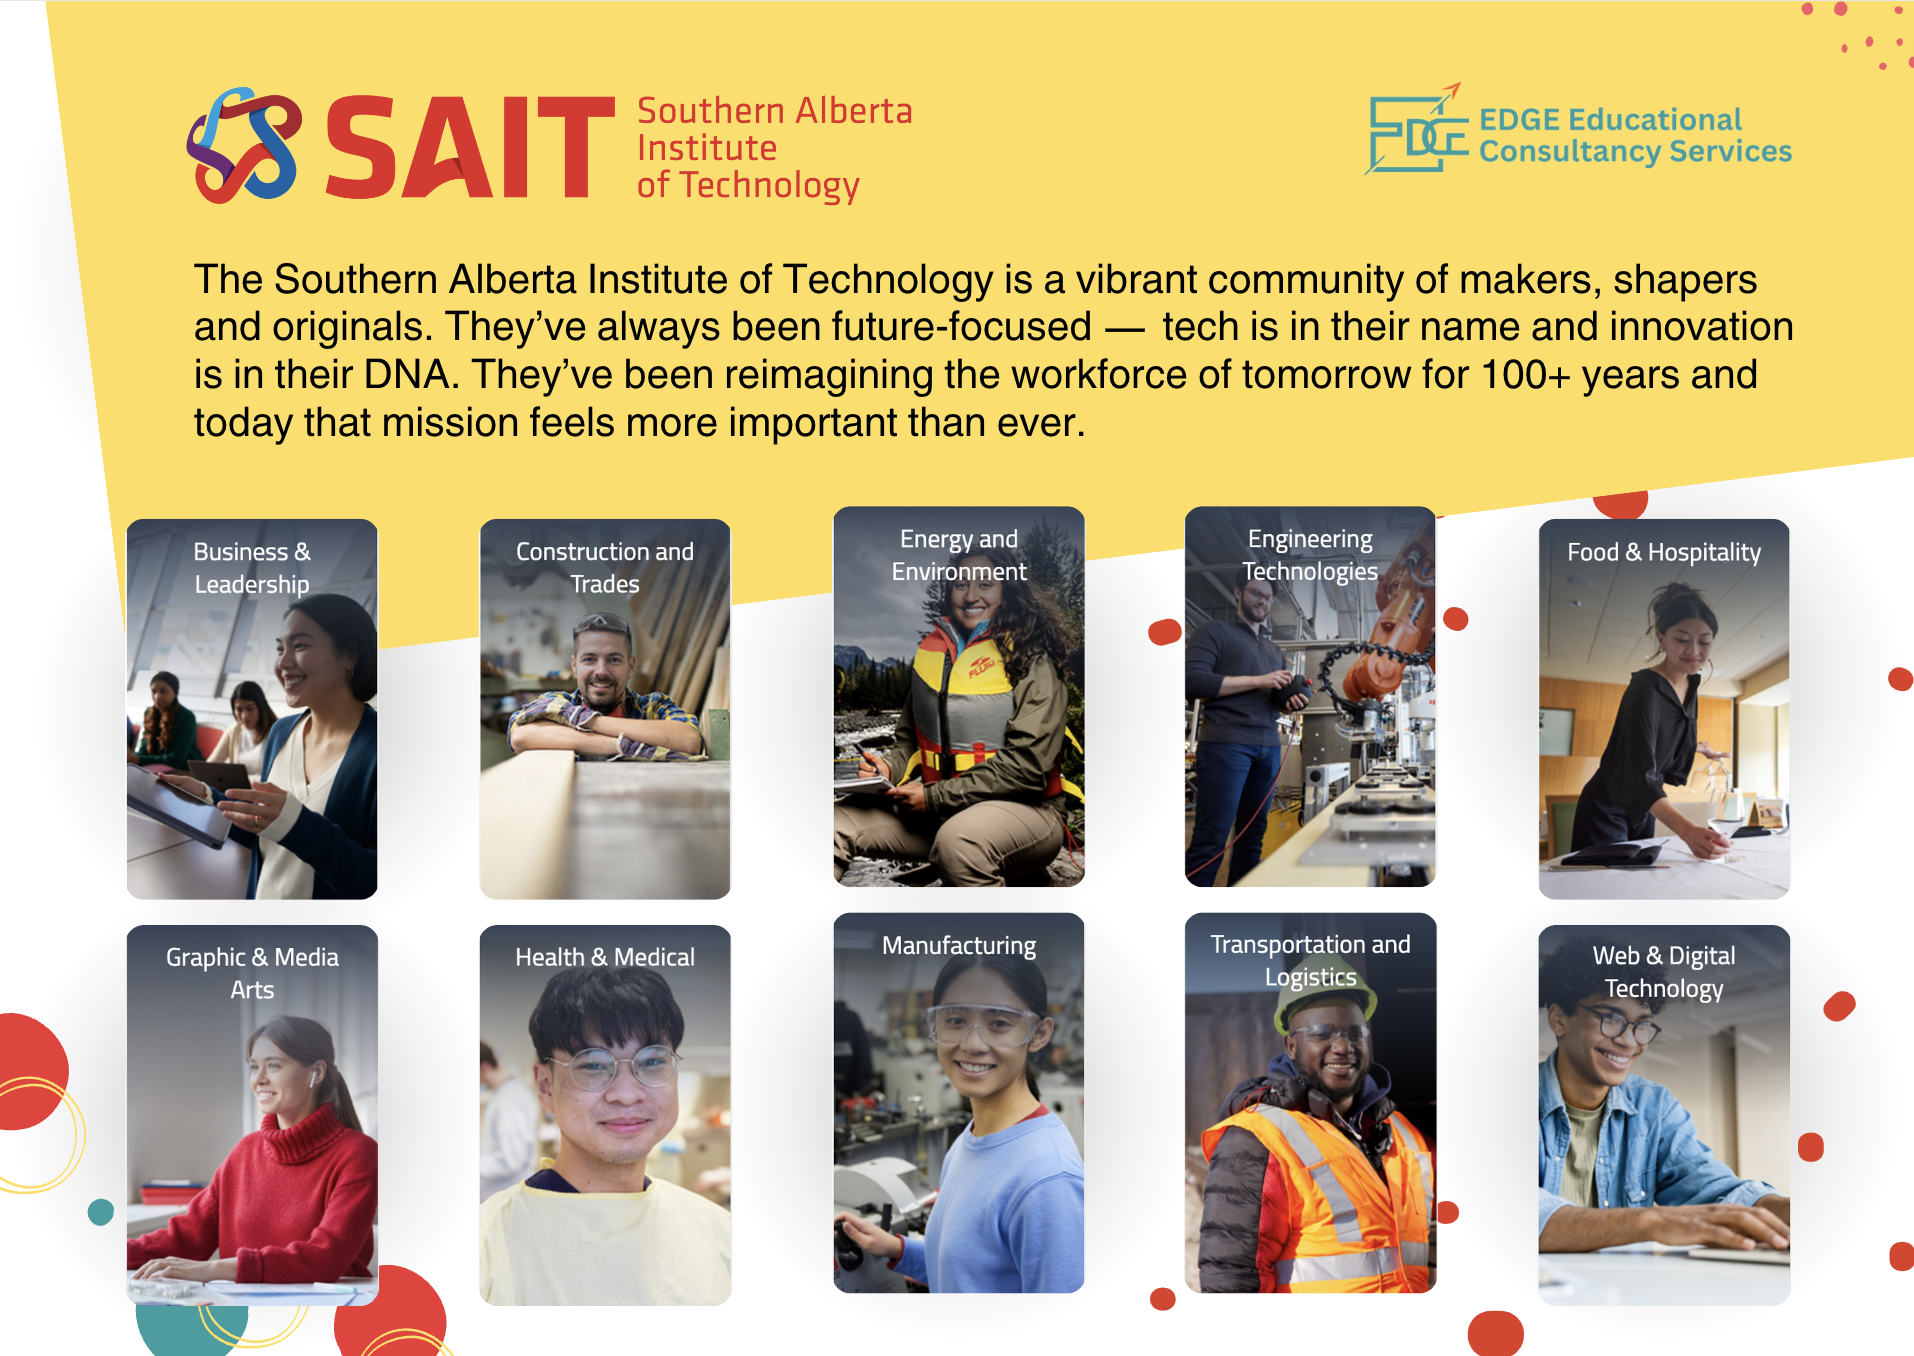 SAIT
Southern Alberta
Institute
of Technology
EDGE
EDGE Educational
Consultancy Services
The Southern Alberta Institute of Technology is a vibrant community of makers, shapers
and originals. They’ve always been future-focused — tech is in their name and innovation
is in their DNA. They’ve been reimagining the workforce of tomorrow for 100+ years and
today that mission feels more important than ever.
Business &
Leadership
Construction and
Trades
Energy and
Environment
Engineering
Technologies
Food & Hospitality
Graphic & Media
Arts
Health & Medical
Manufacturing
Transportation and
Logistics
Web & Digital
Technology